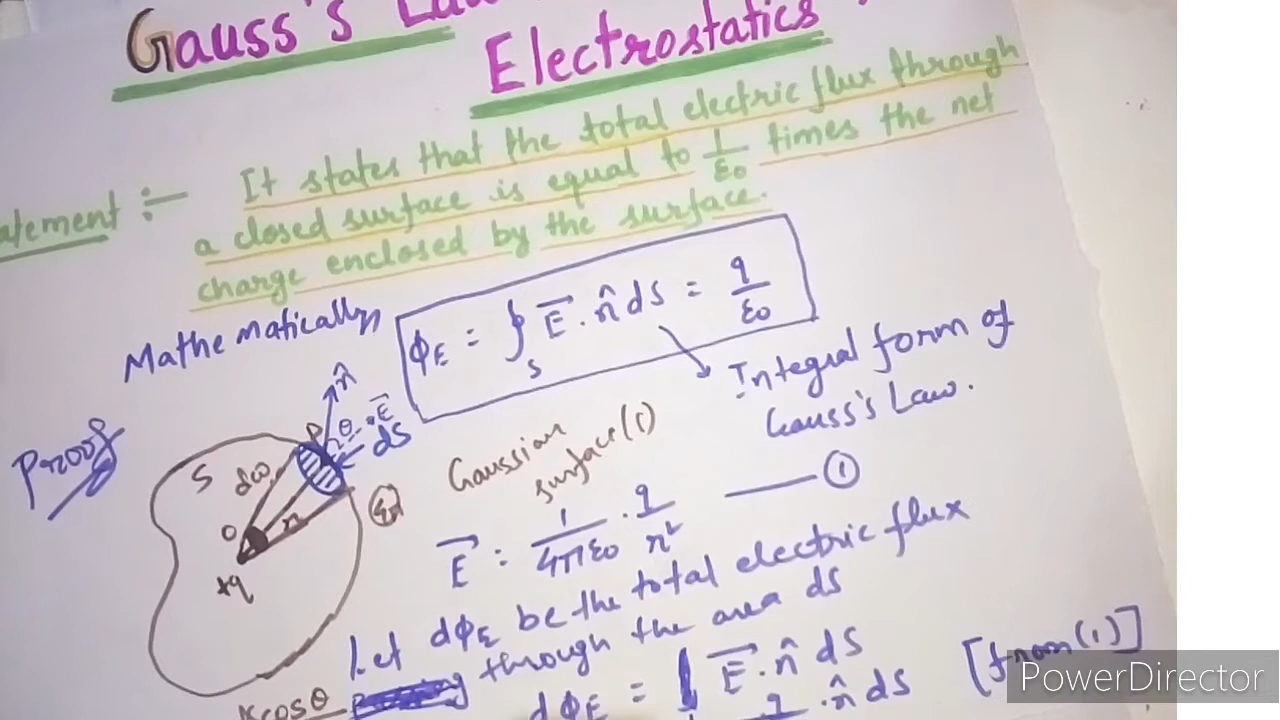 Gauss's Law
Electrostatics
atement :- It states that the total electric flux through
a closed surface is equal to 1/ε0 times the net
charge enclosed by the surface.
Mathematically
ϕE = ∮S E⃗ . n̂ ds = q/ε0
Integral form of
Gauss's Law.
Proof
n̂
P θ E⃗
ds
S dω
O r
+q
Gaussian
surface(1)
E⃗ = 1/4πε0 . q/r² —— ①
Let dϕE be the total electric flux
through the area ds
dϕE = E⃗ . n̂ ds
q . n̂ ds [from(1)]
cosθ
PowerDirector